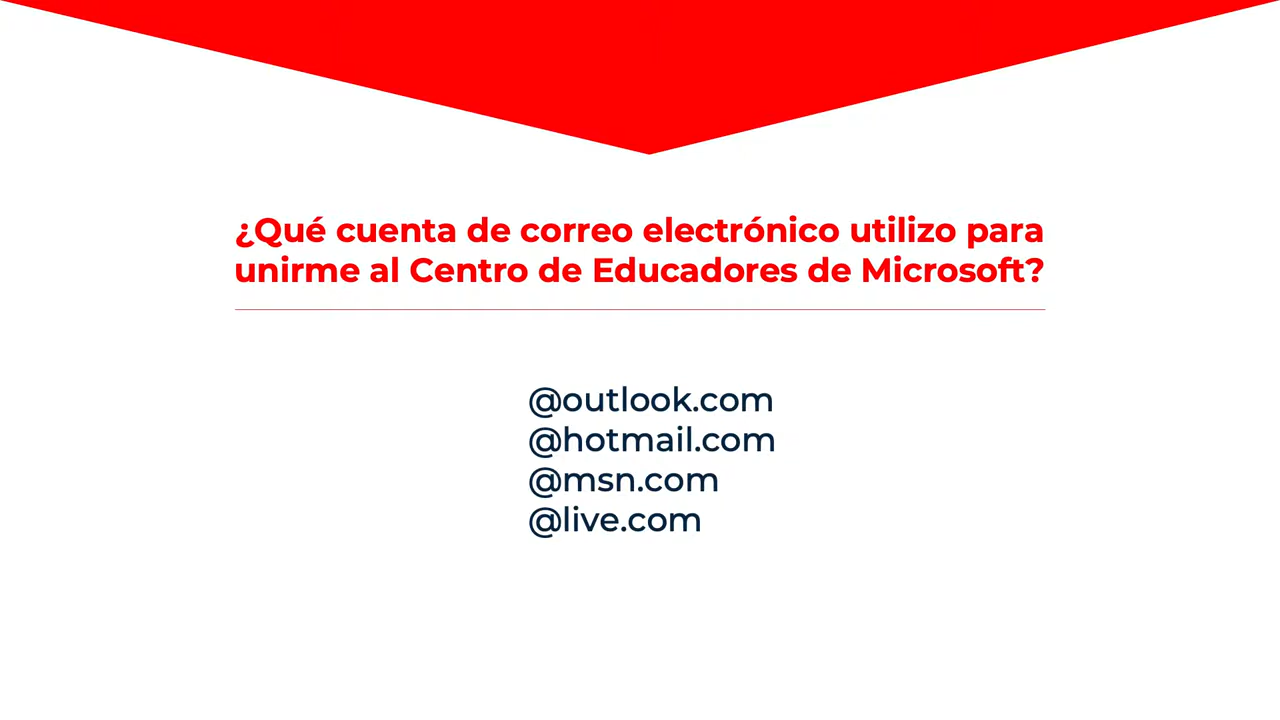 ¿Qué cuenta de correo electrónico utilizo para
unirme al Centro de Educadores de Microsoft?
@outlook.com
@hotmail.com
@msn.com
@live.com